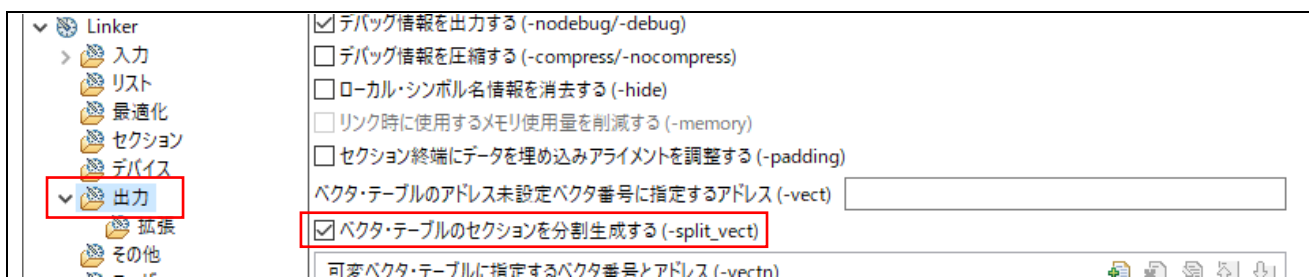 Linker
入力
リスト
最適化
セクション
デバイス
出力
拡張
その他
デバッグ情報を出力する (-nodebug/-debug)
デバッグ情報を圧縮する (-compress/-nocompress)
ローカル・シンボル名情報を消去する (-hide)
リンク時に使用するメモリ使用量を削減する (-memory)
セクション終端にデータを埋め込みアライメントを調整する (-padding)
ベクタ・テーブルのアドレス未設定ベクタ番号に指定するアドレス (-vect)
ベクタ・テーブルのセクションを分割生成する (-split_vect)
可変ベクタ・テーブルに指定するベクタ番号とアドレス (-vectn)